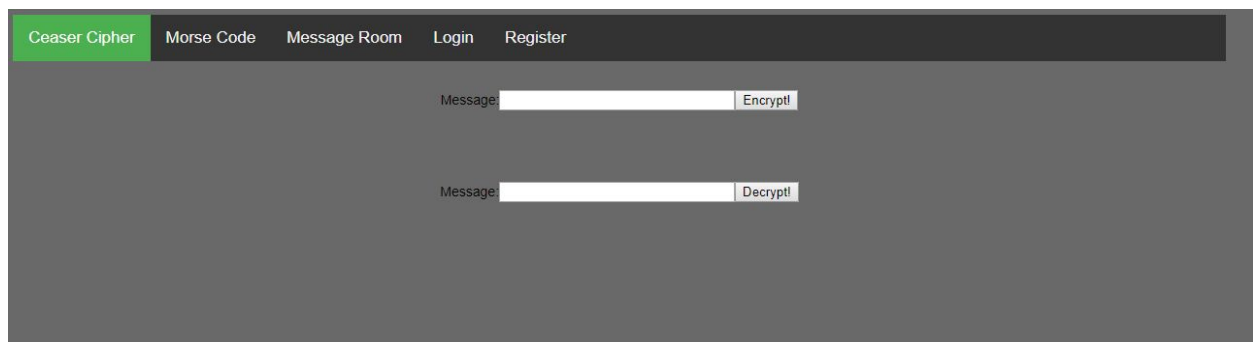 Ceaser Cipher Morse Code Message Room Login Register
Message: Encrypt!
Message: Decrypt!